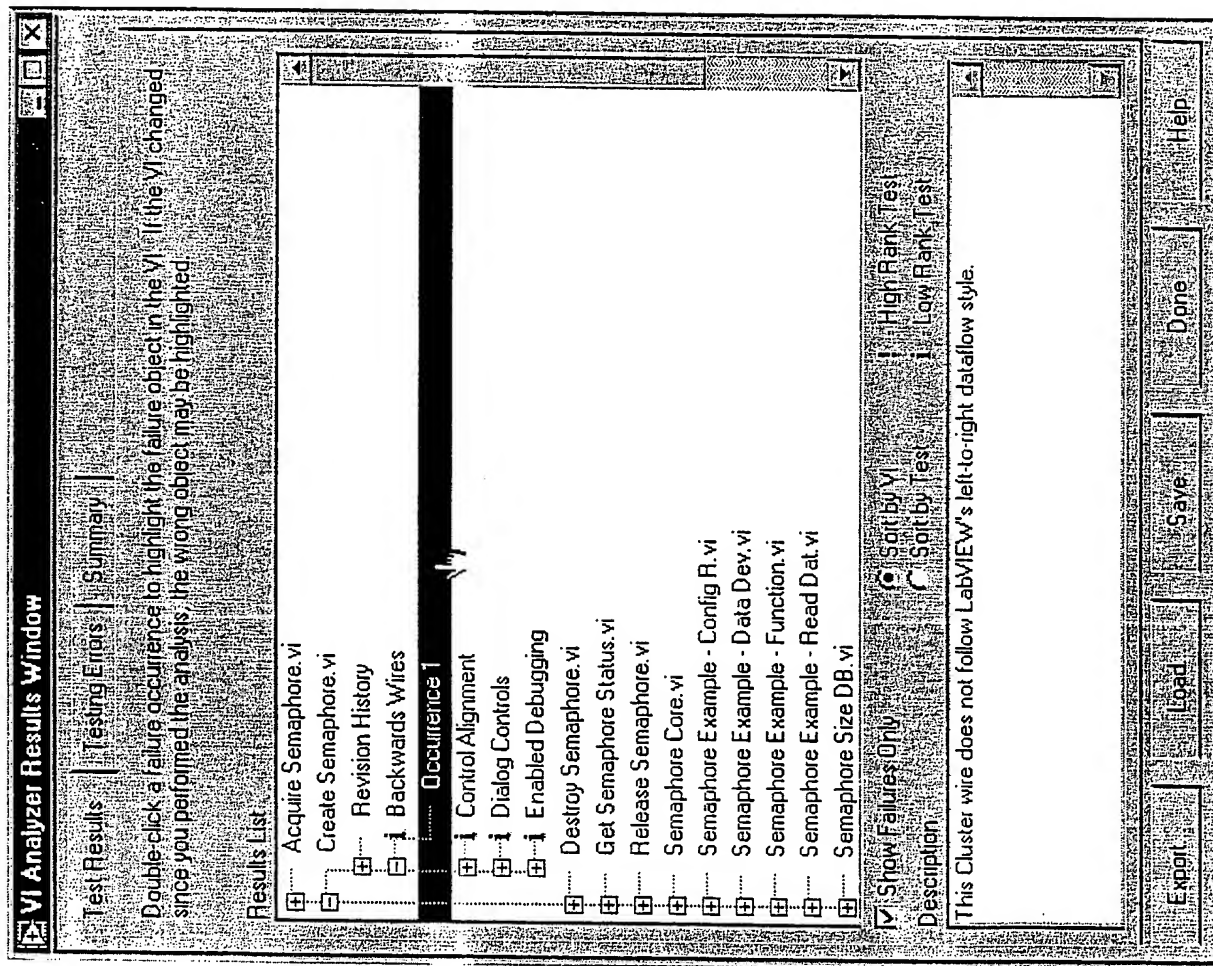 VI Analyzer Results Window
Test Results Testing Errors Summary
Double-click a failure occurrence to highlight the failure object in the VI. If the VI changed
since you performed the analysis, the wrong object may be highlighted.
Results List
Acquire Semaphore.vi
Create Semaphore.vi
Revision History
Backwards Wires
Occurrence 1
Control Alignment
Dialog Controls
Enabled Debugging
Destroy Semaphore.vi
Get Semaphore Status.vi
Release Semaphore.vi
Semaphore Core.vi
Semaphore Example - Config R.vi
Semaphore Example - Data Dev.vi
Semaphore Example - Function.vi
Semaphore Example - Read Dat.vi
Semaphore Size DB.vi
Show Failures Only Sort by VI ! High Rank Test
Sort by Test i Low Rank Test
Description
This Cluster wire does not follow LabVIEW's left-to-right dataflow style.
Export Load Save Done Help